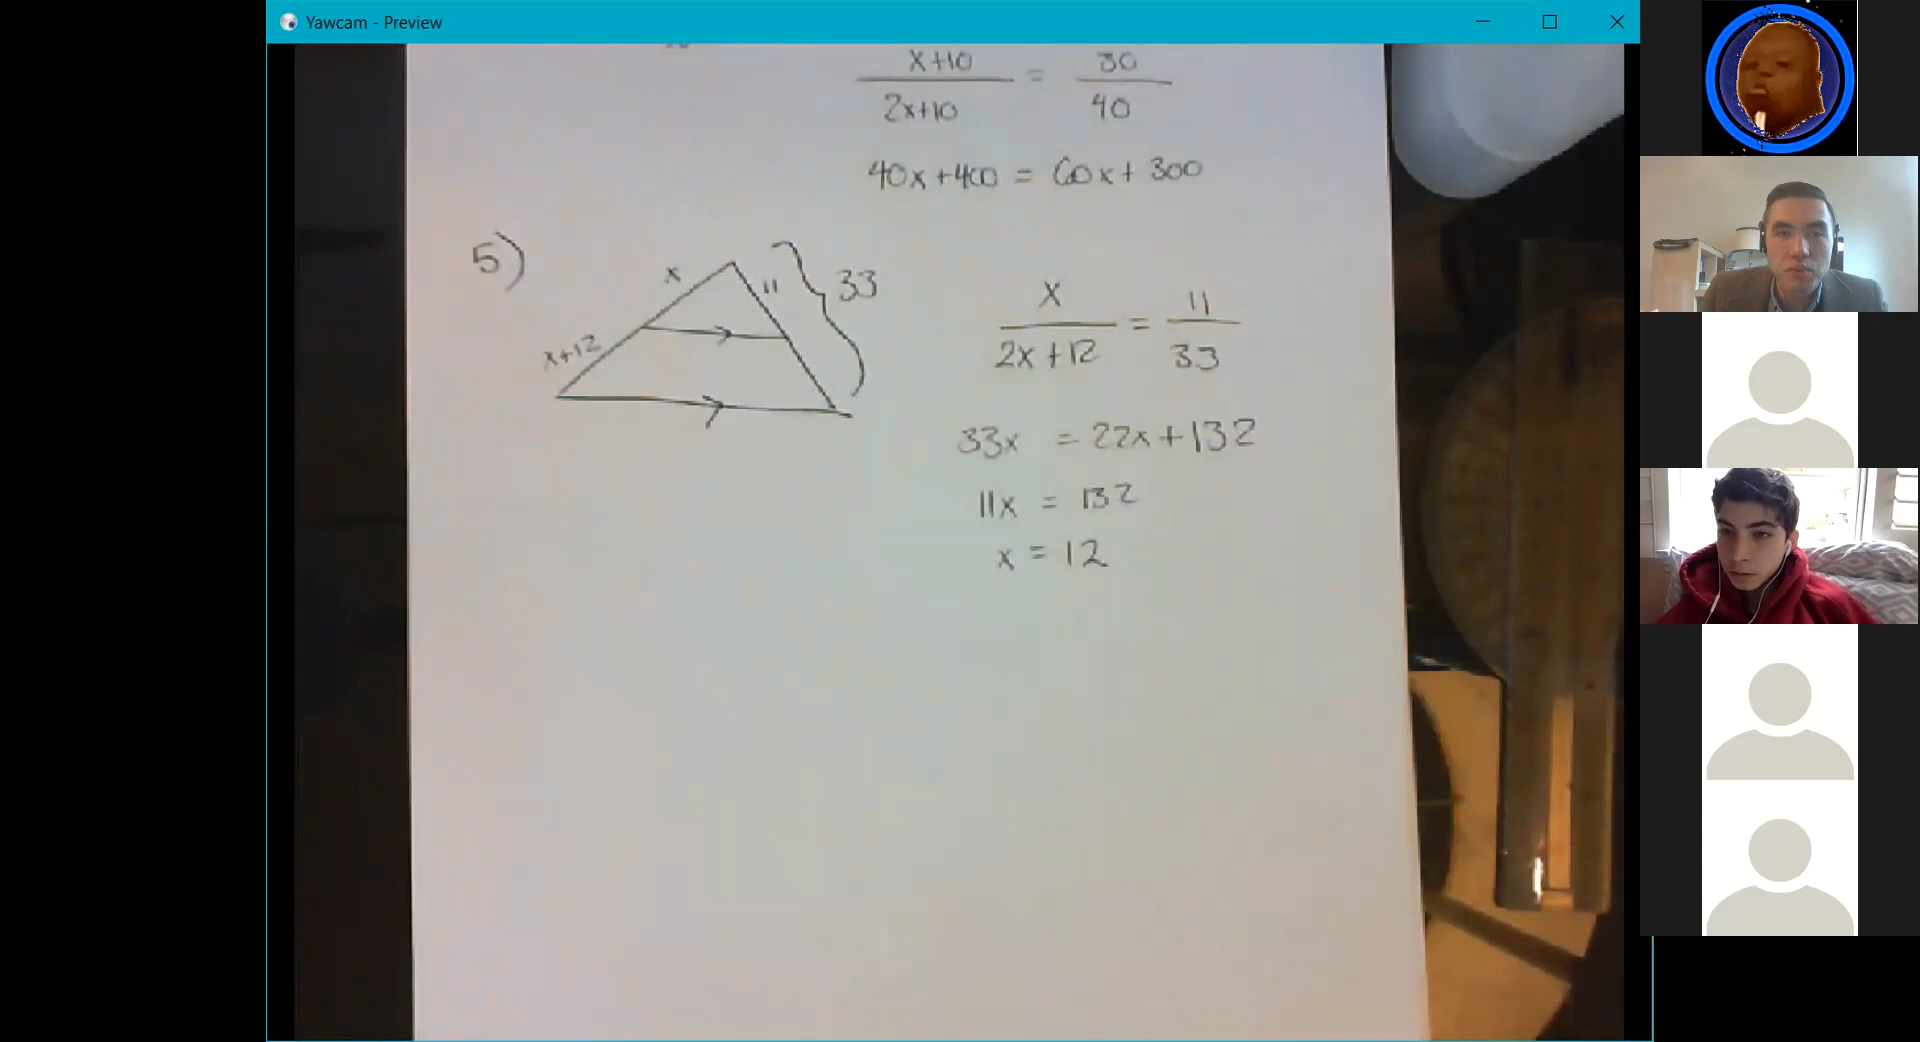 Yawcam - Preview
x+10 / 2x+10 = 30 / 40
40x+400 = 60x+300
5)
x
11
33
x+12
x / 2x+12 = 11 / 33
33x = 22x+132
11x = 132
x = 12